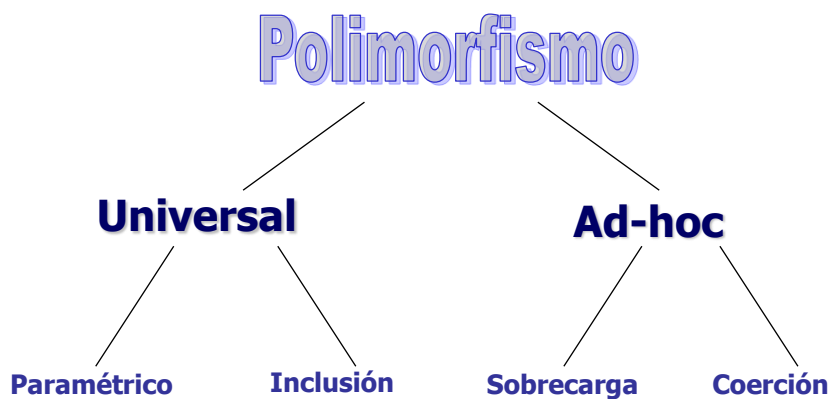 Polimorfismo
Universal
Ad-hoc
Paramétrico
Inclusión
Sobrecarga
Coerción